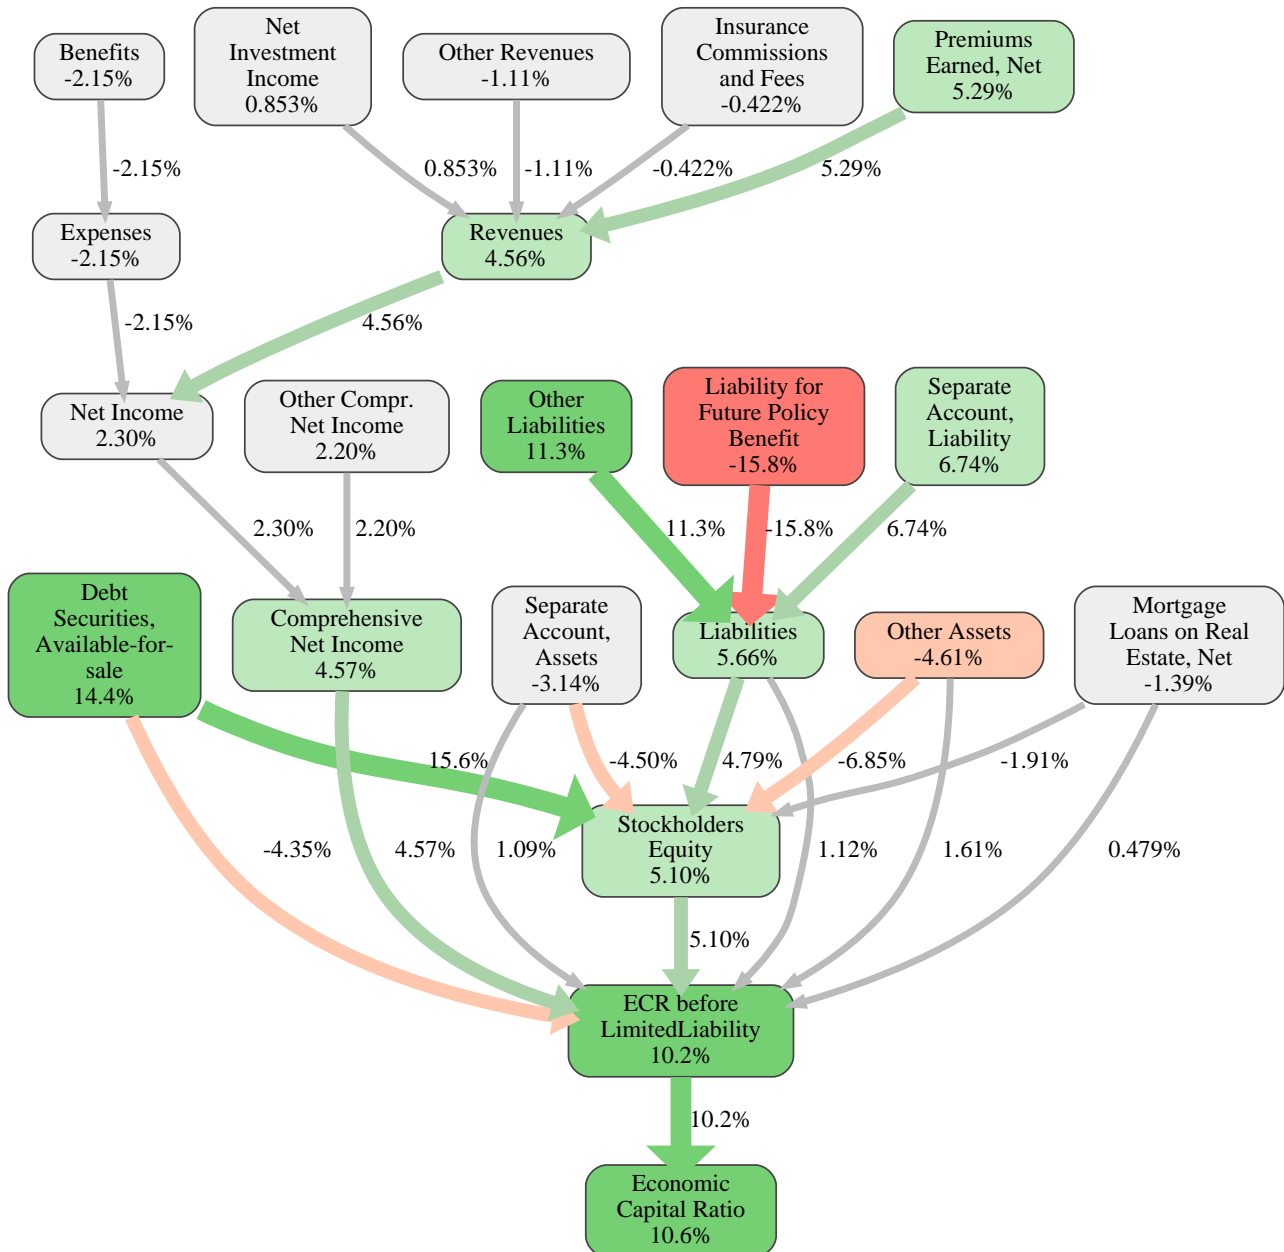 Benefits
-2.15%
Net
Investment
Income
0.853%
Other Revenues
-1.11%
Insurance
Commissions
and Fees
-0.422%
Premiums
Earned, Net
5.29%
-2.15%
0.853%
-1.11%
-0.422%
5.29%
Expenses
-2.15%
Revenues
4.56%
-2.15%
4.56%
Net Income
2.30%
Other Compr.
Net Income
2.20%
Other
Liabilities
11.3%
Liability for
Future Policy
Benefit
-15.8%
Separate
Account,
Liability
6.74%
2.30%
2.20%
11.3%
-15.8%
6.74%
Debt
Securities,
Available-for-
sale
14.4%
Comprehensive
Net Income
4.57%
Separate
Account,
Assets
-3.14%
Liabilities
5.66%
Other Assets
-4.61%
Mortgage
Loans on Real
Estate, Net
-1.39%
15.6%
-4.50%
4.79%
-6.85%
-1.91%
Stockholders
Equity
5.10%
-4.35%
4.57%
1.09%
1.12%
1.61%
0.479%
5.10%
ECR before
LimitedLiability
10.2%
10.2%
Economic
Capital Ratio
10.6%